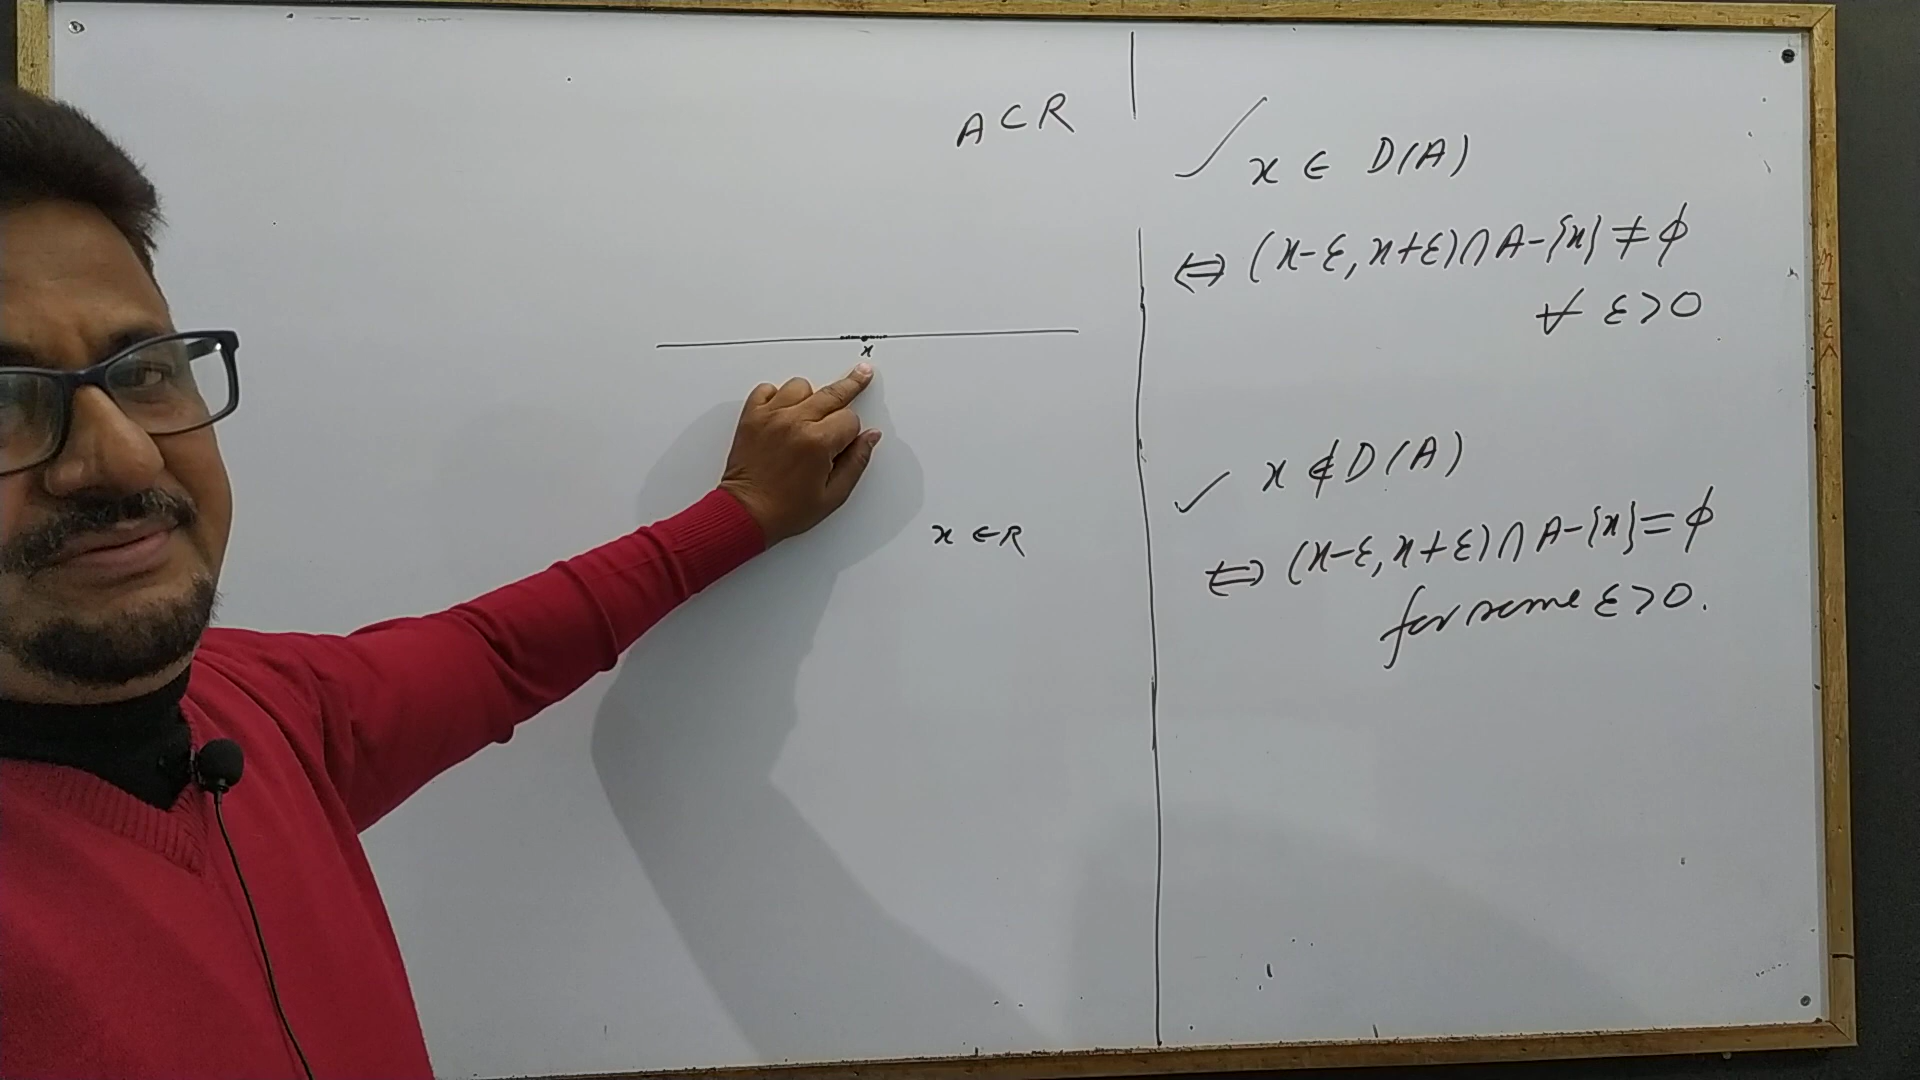 A ⊂ R
x
x ∈ R
x ∈ D(A)
⇔ (x-ε, x+ε) ∩ A-{x} ≠ ϕ
∀ ε>0
x ∉ D(A)
⇔ (x-ε, x+ε) ∩ A-{x} = ϕ
for some ε>0.